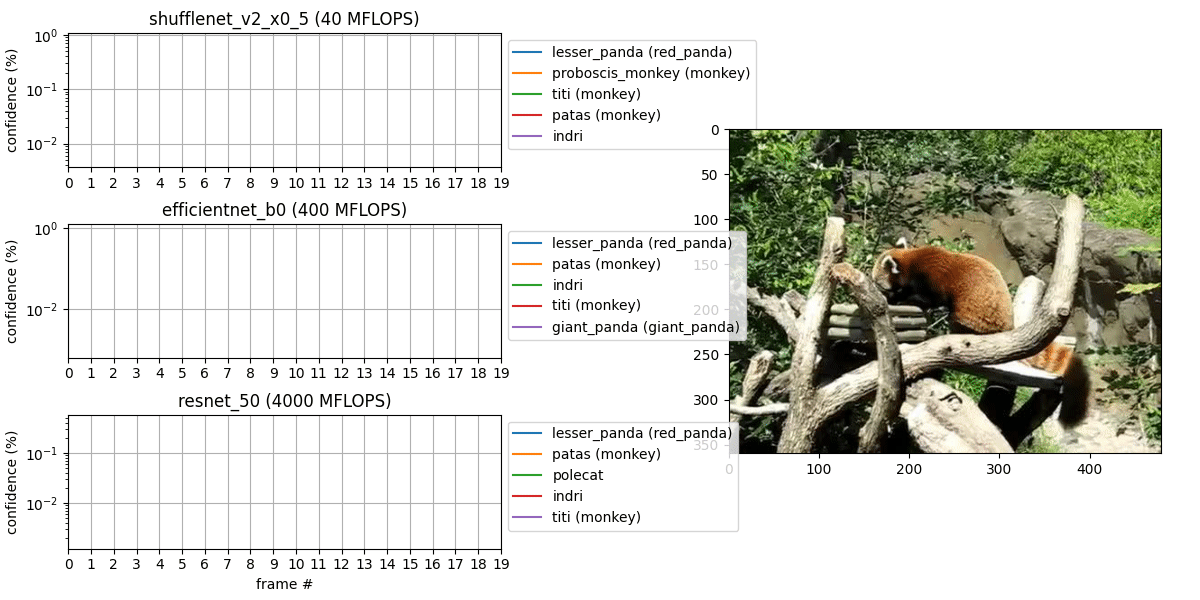 shufflenet_v2_x0_5 (40 MFLOPS)
confidence (%)
10⁰
10⁻¹
10⁻²
0 1 2 3 4 5 6 7 8 9 10 11 12 13 14 15 16 17 18 19
lesser_panda (red_panda)
proboscis_monkey (monkey)
titi (monkey)
patas (monkey)
indri
efficientnet_b0 (400 MFLOPS)
confidence (%)
10⁰
10⁻²
0 1 2 3 4 5 6 7 8 9 10 11 12 13 14 15 16 17 18 19
lesser_panda (red_panda)
patas (monkey)
indri
titi (monkey)
giant_panda (giant_panda)
resnet_50 (4000 MFLOPS)
confidence (%)
10⁻¹
10⁻²
0 1 2 3 4 5 6 7 8 9 10 11 12 13 14 15 16 17 18 19
frame #
lesser_panda (red_panda)
patas (monkey)
polecat
indri
titi (monkey)
0
50
100
150
200
250
300
350
0 100 200 300 400